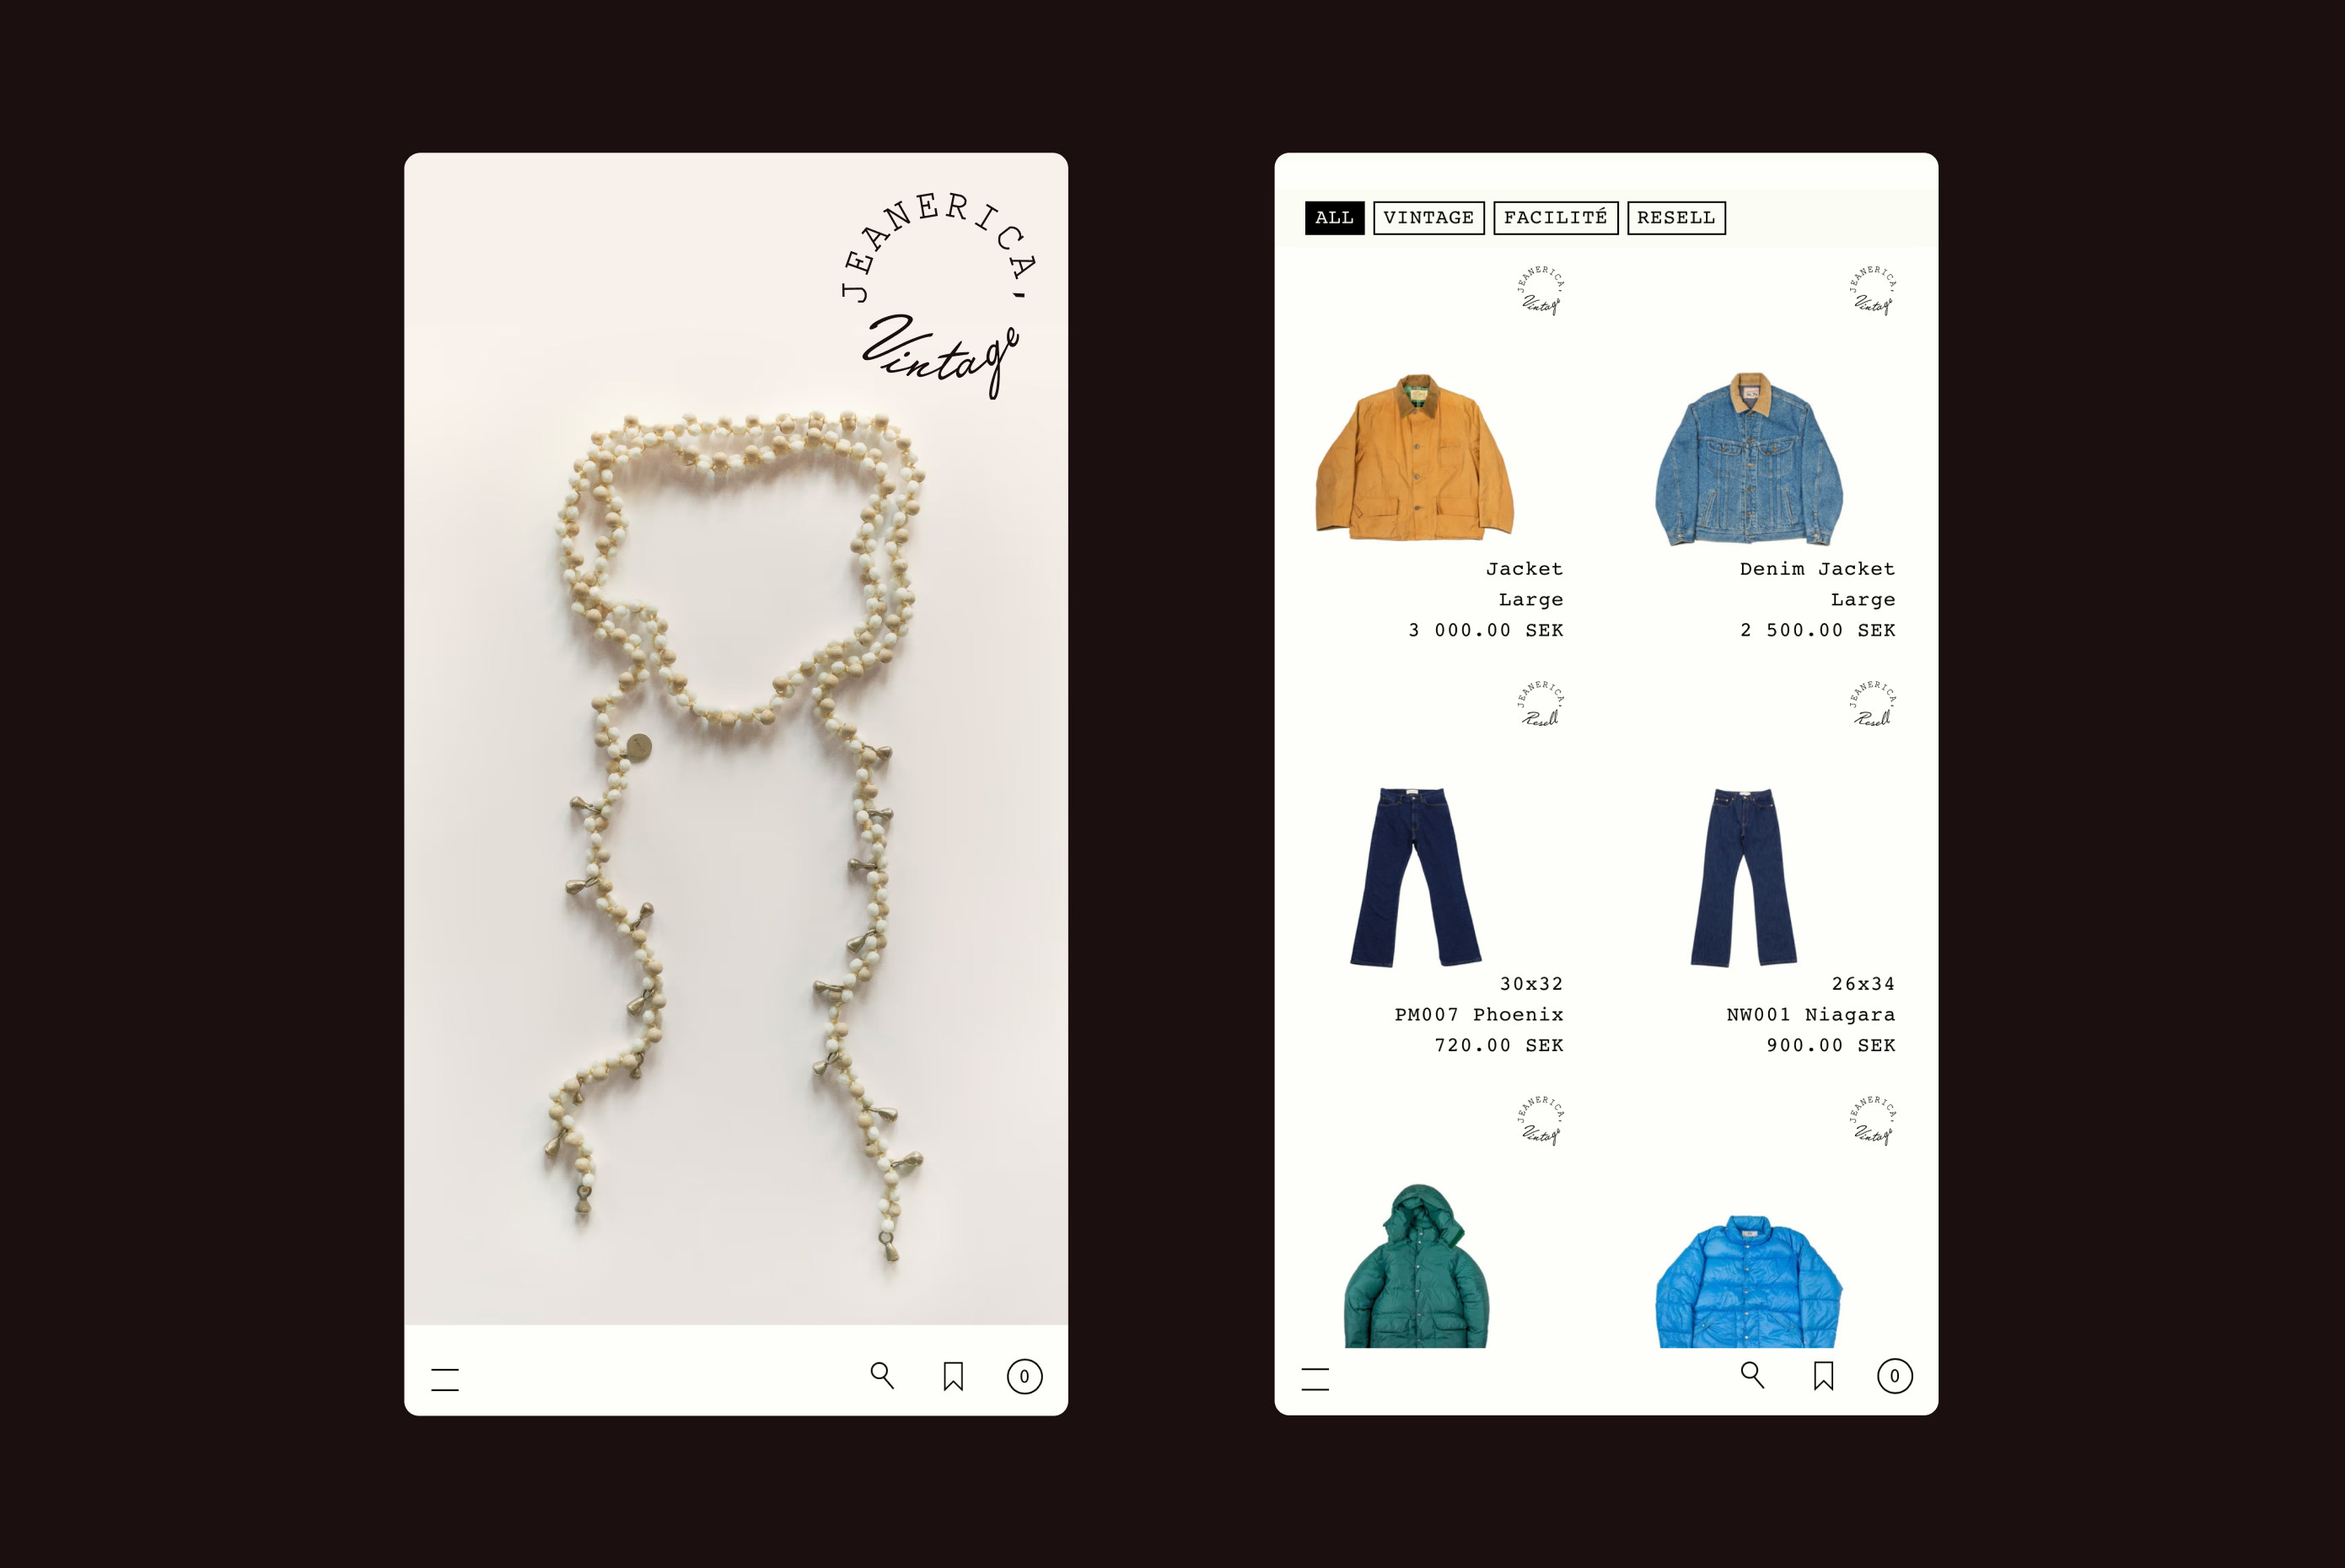 JEANERICA,
Vintage
0
ALL VINTAGE FACILITÉ RESELL
JEANERICA,
Vintage
JEANERICA,
Vintage
Jacket
Large
3 000.00 SEK
Denim Jacket
Large
2 500.00 SEK
JEANERICA,
Resell
JEANERICA,
Resell
30x32
PM007 Phoenix
720.00 SEK
26x34
NW001 Niagara
900.00 SEK
JEANERICA,
Vintage
JEANERICA,
Vintage
0